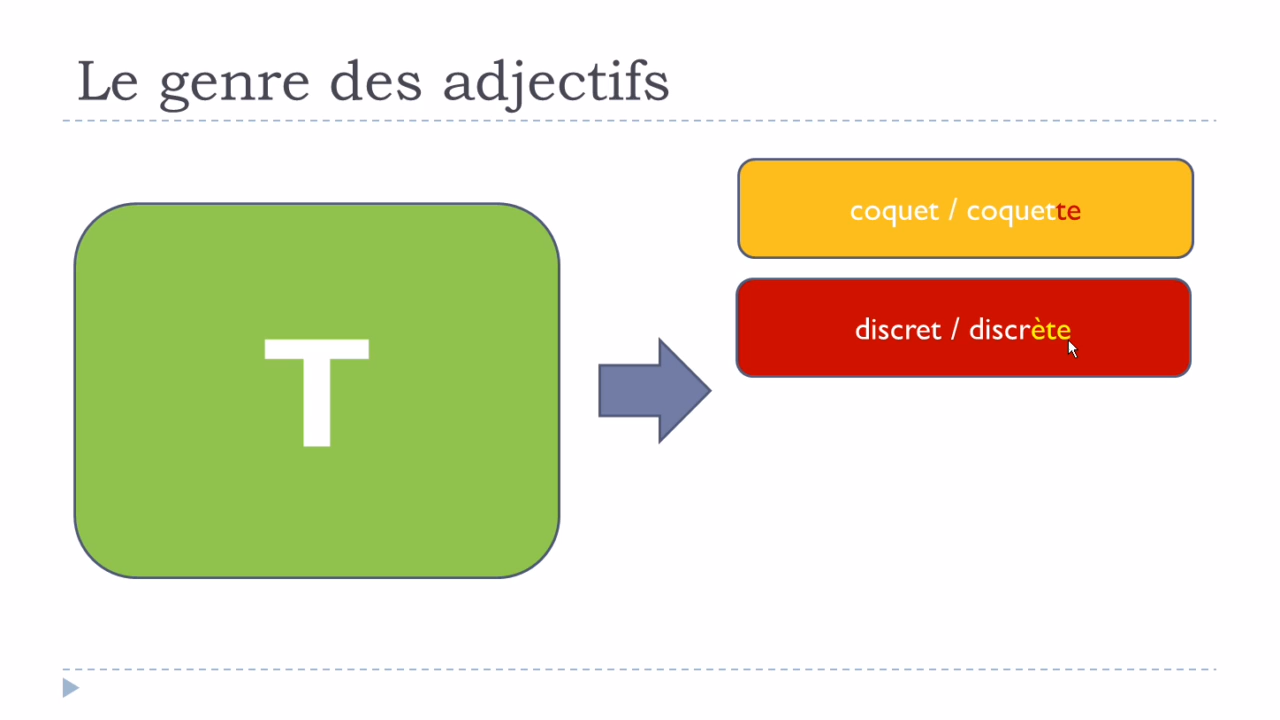 Le genre des adjectifs
T
coquet / coquette
discret / discrète